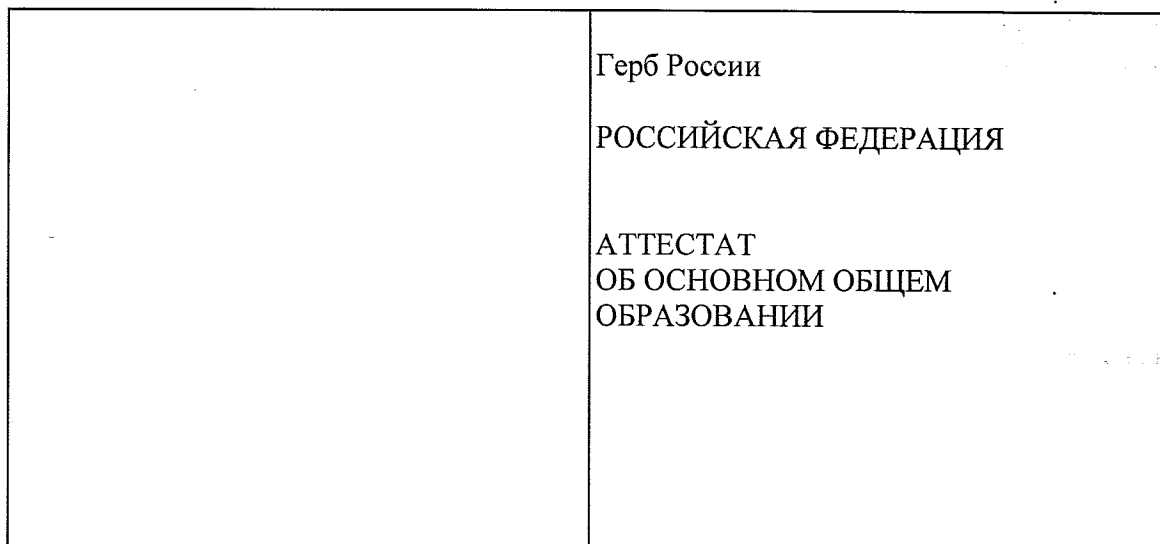 Герб России
РОССИЙСКАЯ ФЕДЕРАЦИЯ
АТТЕСТАТ
ОБ ОСНОВНОМ ОБЩЕМ
ОБРАЗОВАНИИ